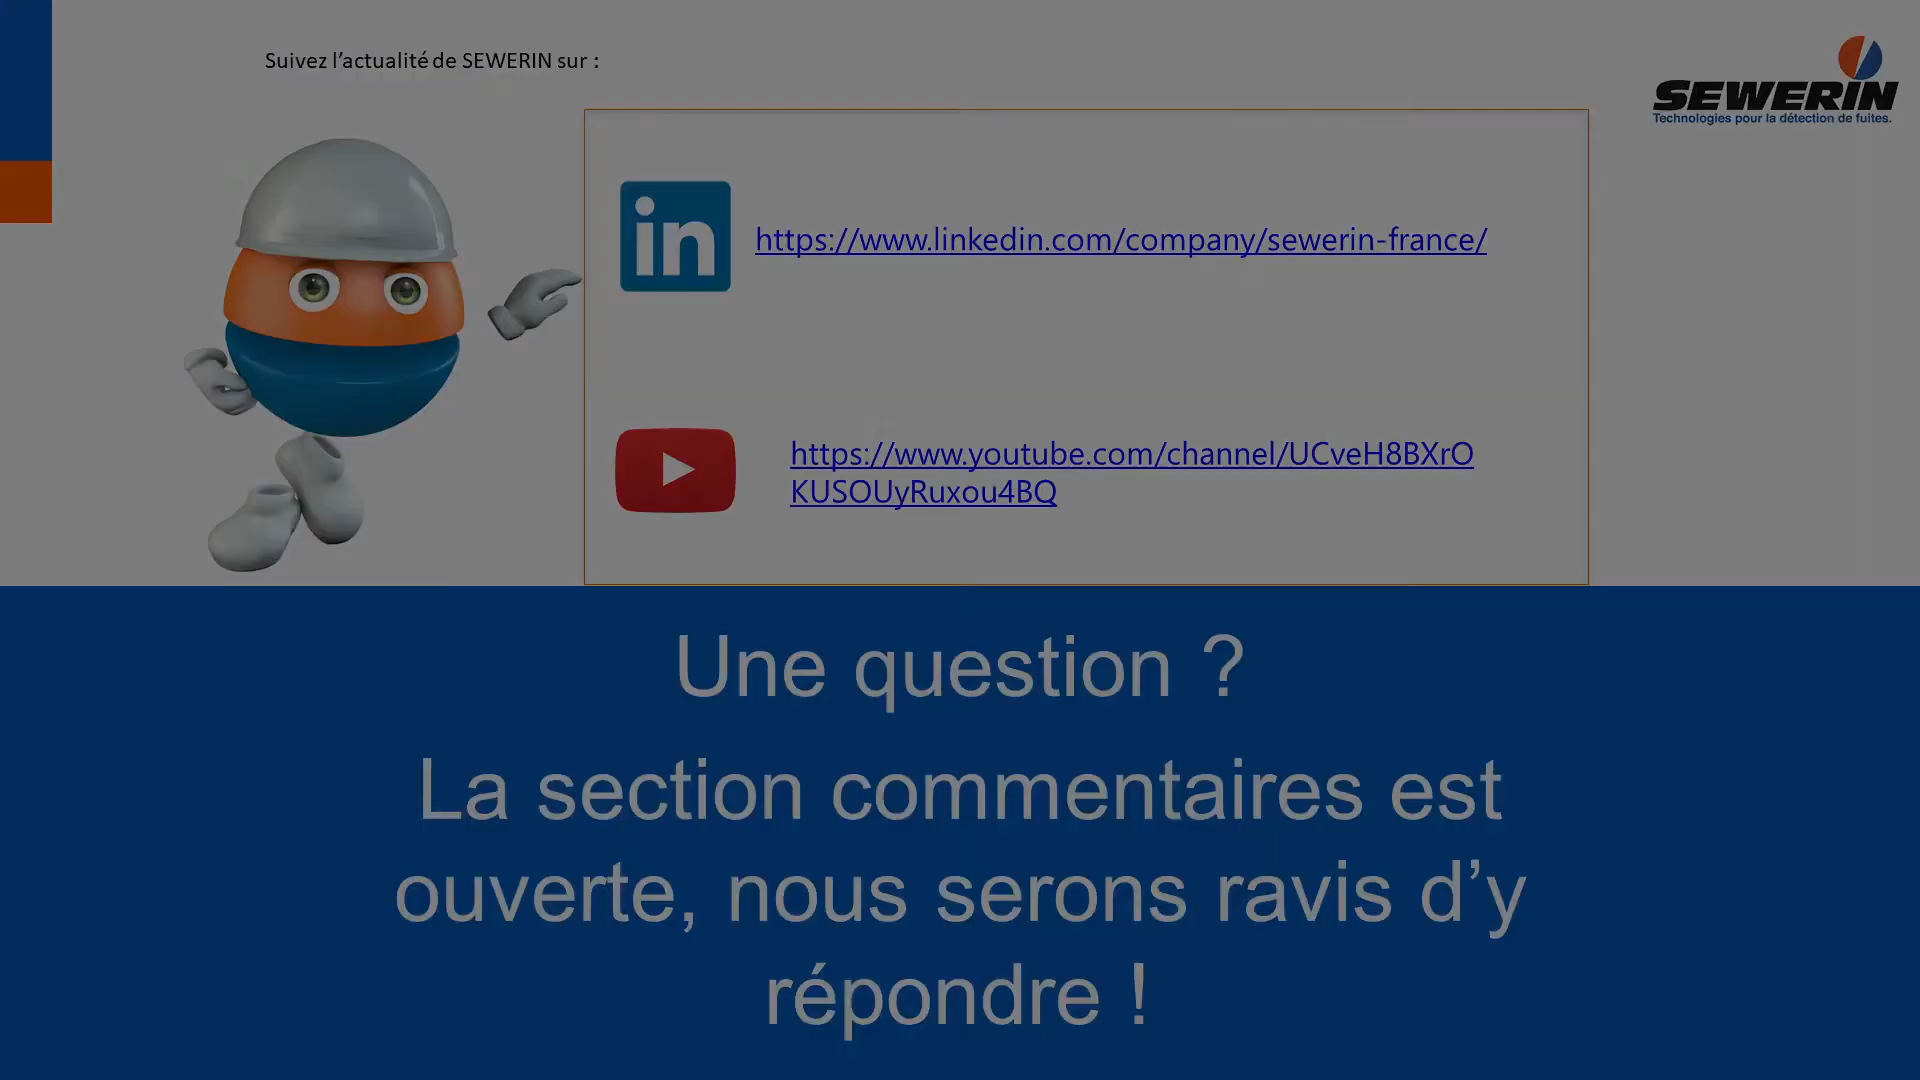 Suivez l’actualité de SEWERIN sur :
SEWERIN
Technologies pour la détection de fuites.
in
https://www.linkedin.com/company/sewerin-france/
https://www.youtube.com/channel/UCveH8BXrO
KUSOUyRuxou4BQ
Une question ?
La section commentaires est
ouverte, nous serons ravis d’y
répondre !